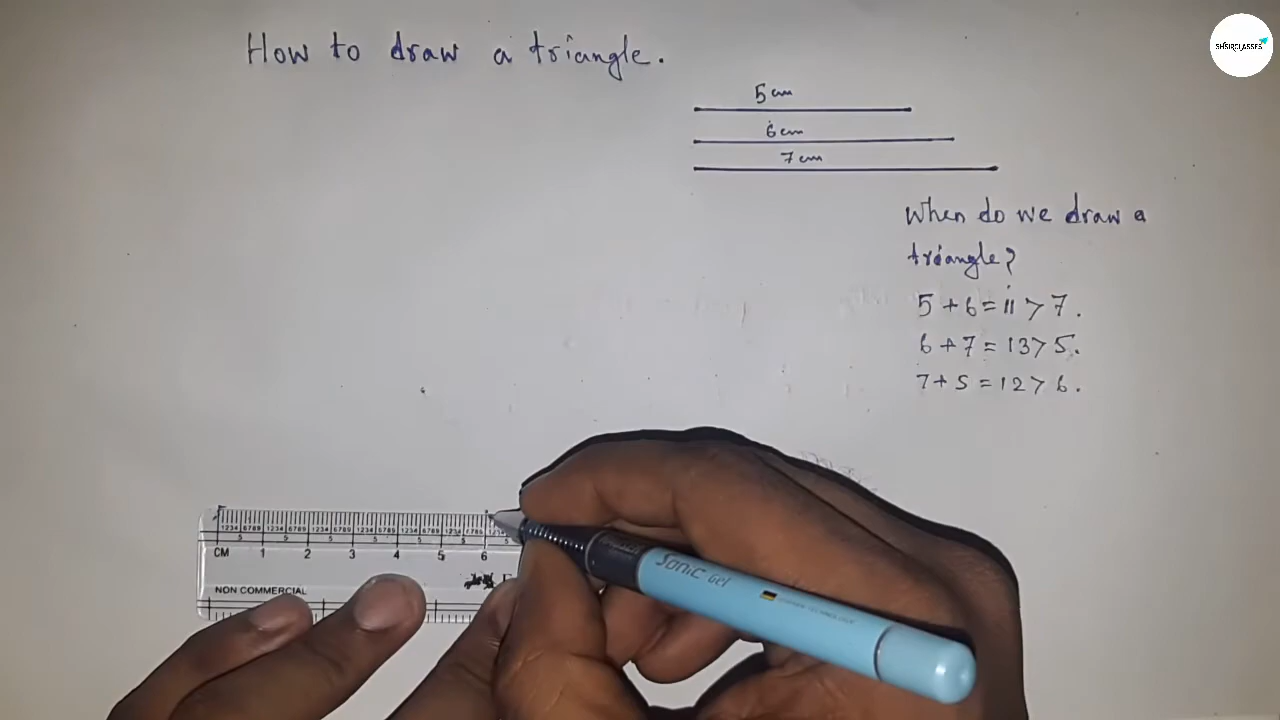 How to draw a triangle.
SHSIRCLASSES
5 cm
6 cm
7 cm
When do we draw a
triangle?
5 + 6 = 11 > 7.
6 + 7 = 13 > 5.
7 + 5 = 12 > 6.
CM 1 2 3 4 5 6
NON COMMERCIAL
Sonic Gel